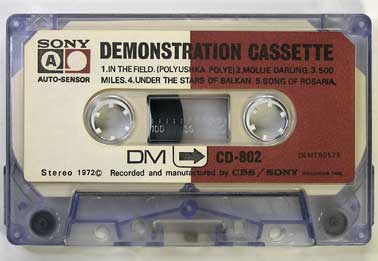 SONY DEMONSTRATION CASSETTE
A
AUTO-SENSOR
1.IN THE FIELD. (POLYUSHKA POLYE) 2.MOLLIE DARLING. 3.500
MILES. 4.UNDER THE STARS OF BALKAN. 5.SONG OF ROSARIA.
100 50
DM CD-802
Stereo 1972© Recorded and manufactured by CBS/SONY